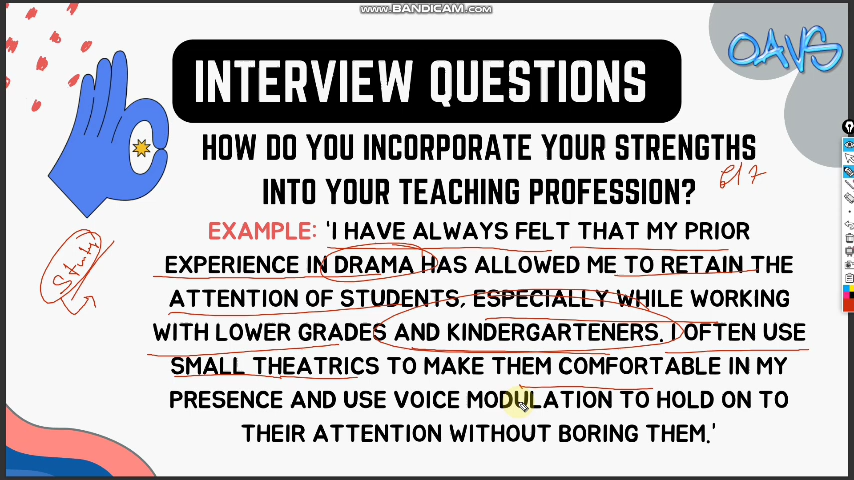 WWW.BANDICAM.COM
OAVS
INTERVIEW QUESTIONS
HOW DO YOU INCORPORATE YOUR STRENGTHS
INTO YOUR TEACHING PROFESSION?
EXAMPLE: 'I HAVE ALWAYS FELT THAT MY PRIOR
EXPERIENCE IN DRAMA HAS ALLOWED ME TO RETAIN THE
ATTENTION OF STUDENTS, ESPECIALLY WHILE WORKING
WITH LOWER GRADES AND KINDERGARTENERS. I OFTEN USE
SMALL THEATRICS TO MAKE THEM COMFORTABLE IN MY
PRESENCE AND USE VOICE MODULATION TO HOLD ON TO
THEIR ATTENTION WITHOUT BORING THEM.'